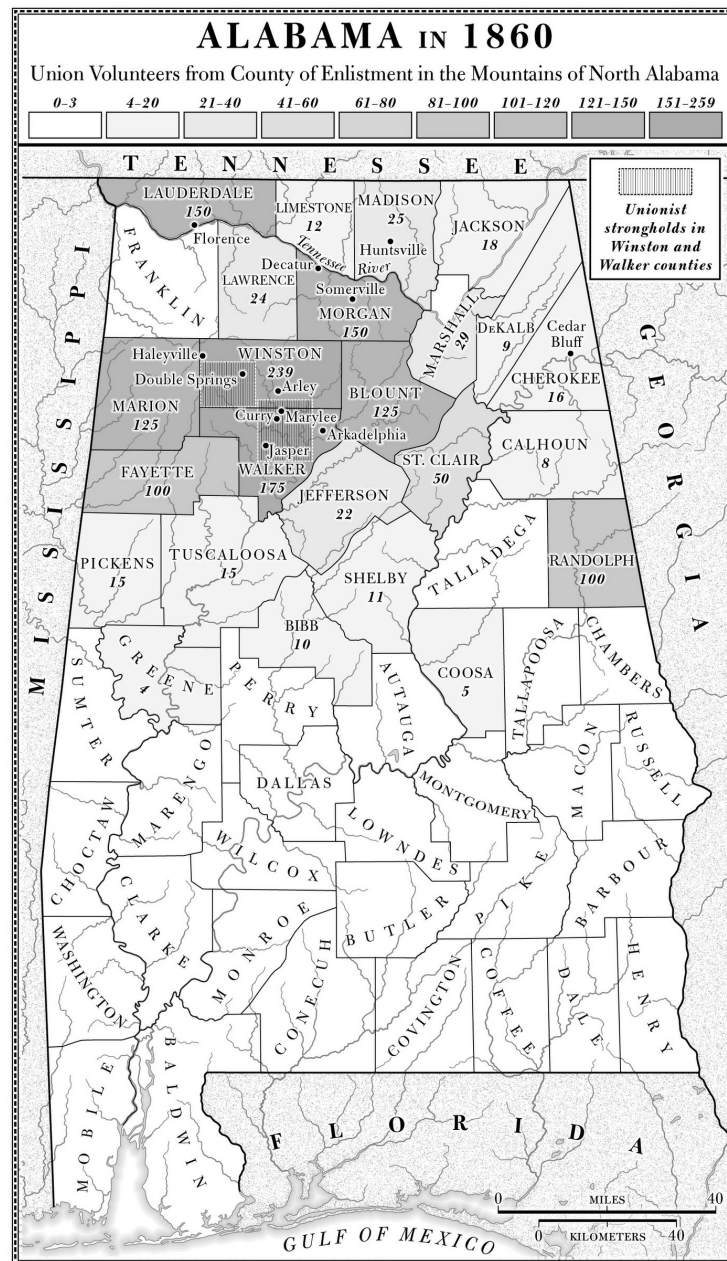 ALABAMA IN 1860
Union Volunteers from County of Enlistment in the Mountains of North Alabama
0–3 4–20 21–40 41–60 61–80 81–100 101–120 121–150 151–259
TENNESSEE
Unionist
strongholds in
Winston and
Walker counties
MISSISSIPPI
GEORGIA
LAUDERDALE
150
Florence
LIMESTONE
12
MADISON
25
Huntsville
JACKSON
18
FRANKLIN
LAWRENCE
24
Decatur
Tennessee
River
Somerville
MORGAN
150
MARSHALL
29
DEKALB
9
Cedar
Bluff
CHEROKEE
16
Haleyville
WINSTON
239
Double Springs
Arley
MARION
125
BLOUNT
125
Curry
Marylee
Arkadelphia
Jasper
WALKER
175
FAYETTE
100
ST. CLAIR
50
CALHOUN
8
JEFFERSON
22
PICKENS
15
TUSCALOOSA
15
SHELBY
11
TALLADEGA
RANDOLPH
100
BIBB
10
GREENE
4
SUMTER
PERRY
AUTAUGA
COOSA
5
TALLAPOOSA
CHAMBERS
MARENGO
DALLAS
MONTGOMERY
MACON
RUSSELL
CHOCTAW
WILCOX
LOWNDES
CLARKE
BUTLER
PIKE
BARBOUR
WASHINGTON
MONROE
CONECUH
COVINGTON
COFFEE
DALE
HENRY
MOBILE
BALDWIN
FLORIDA
0 MILES 40
0 KILOMETERS 40
GULF OF MEXICO